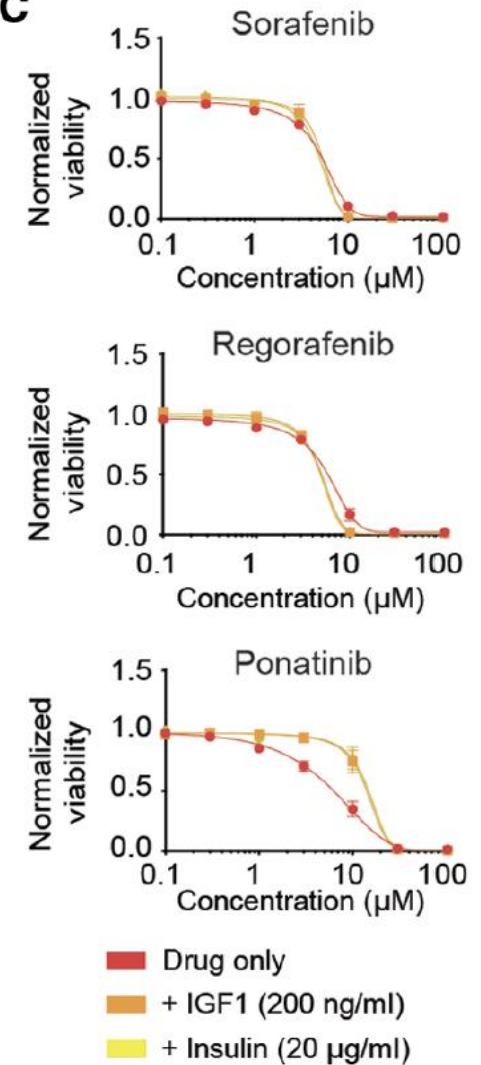 C
Sorafenib
Normalized
viability
1.5
1.0
0.5
0.0
0.1 1 10 100
Concentration (µM)
Regorafenib
Normalized
viability
1.5
1.0
0.5
0.0
0.1 1 10 100
Concentration (µM)
Ponatinib
Normalized
viability
1.5
1.0
0.5
0.0
0.1 1 10 100
Concentration (µM)
Drug only
+ IGF1 (200 ng/ml)
+ Insulin (20 µg/ml)